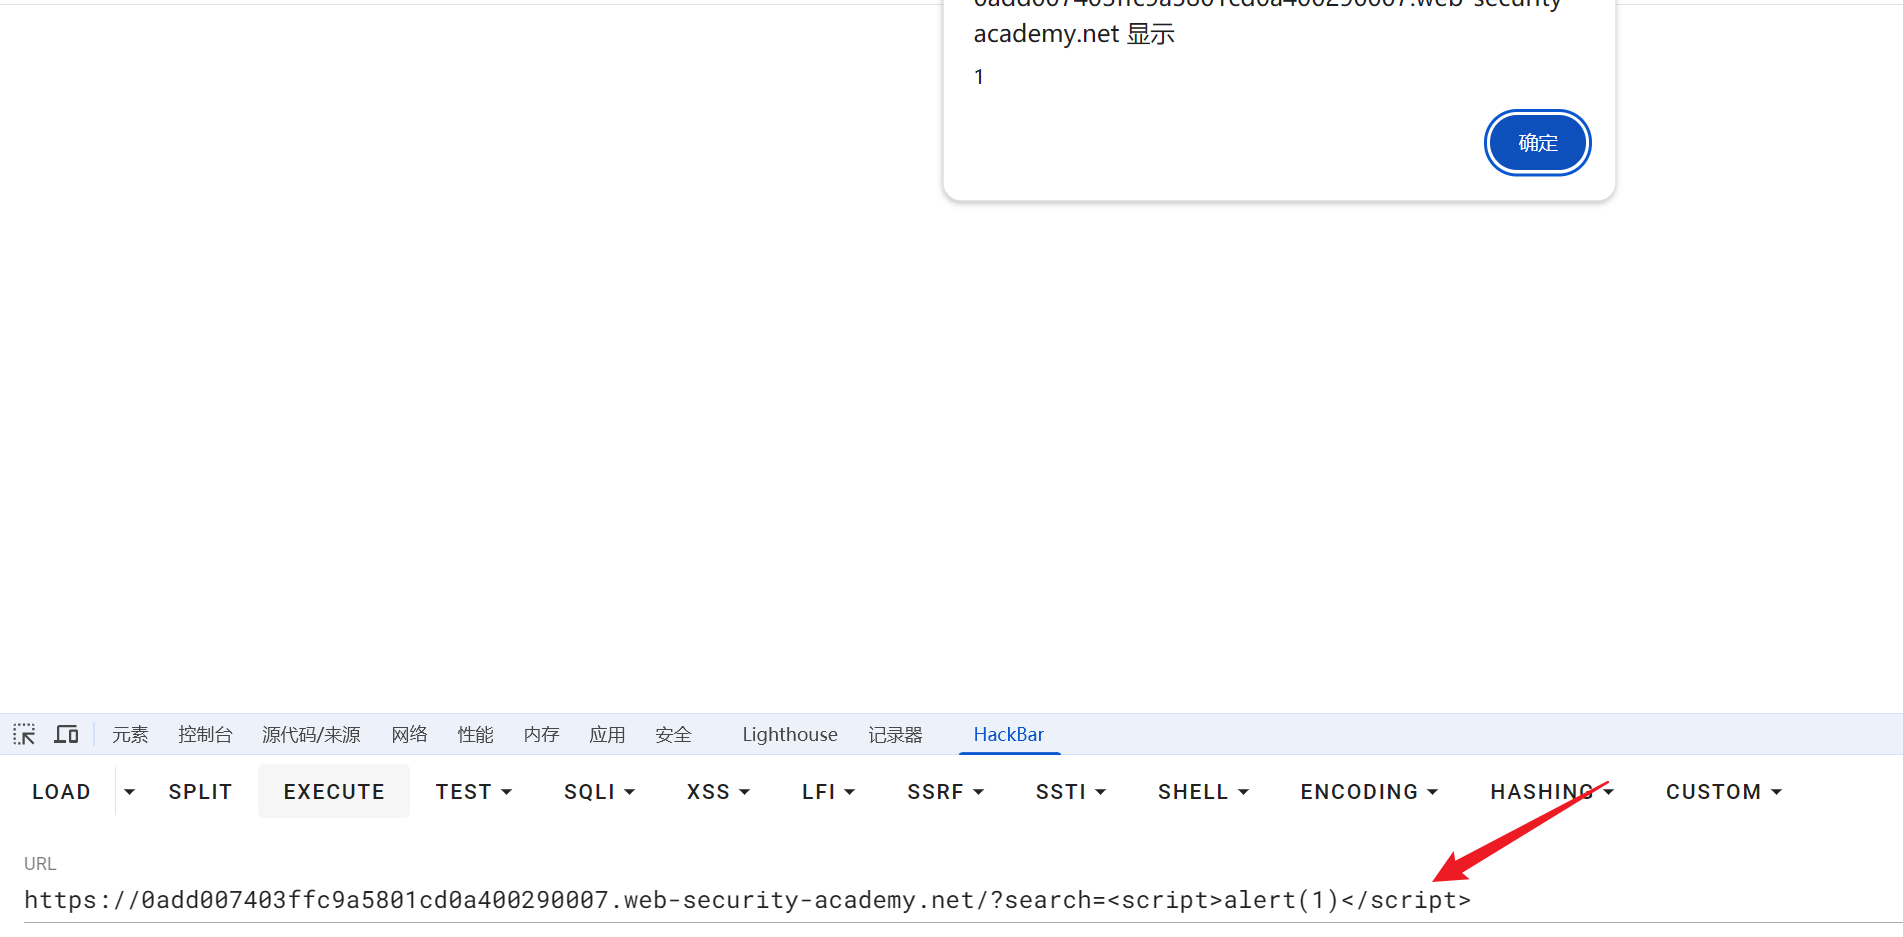 0add007403ffc9a5801cd0a400290007.web-security
academy.net 显示
1
确定
元素 控制台 源代码/来源 网络 性能 内存 应用 安全 Lighthouse 记录器 HackBar
LOAD SPLIT EXECUTE TEST SQLI XSS LFI SSRF SSTI SHELL ENCODING HASHING CUSTOM
URL
https://0add007403ffc9a5801cd0a400290007.web-security-academy.net/?search=<script>alert(1)</script>